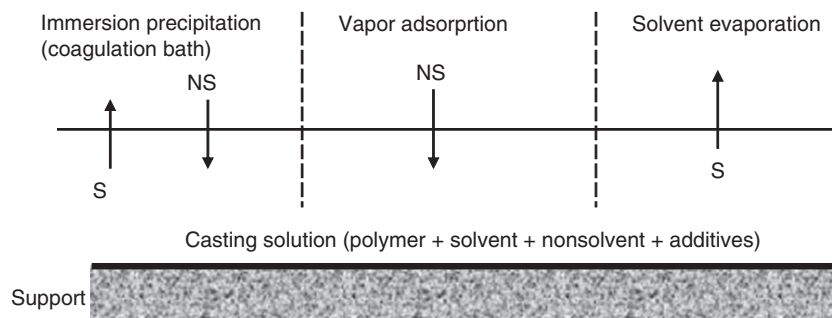 Immersion precipitation
(coagulation bath)
Vapor adsorprtion
Solvent evaporation
NS
NS
S
S
Casting solution (polymer + solvent + nonsolvent + additives)
Support